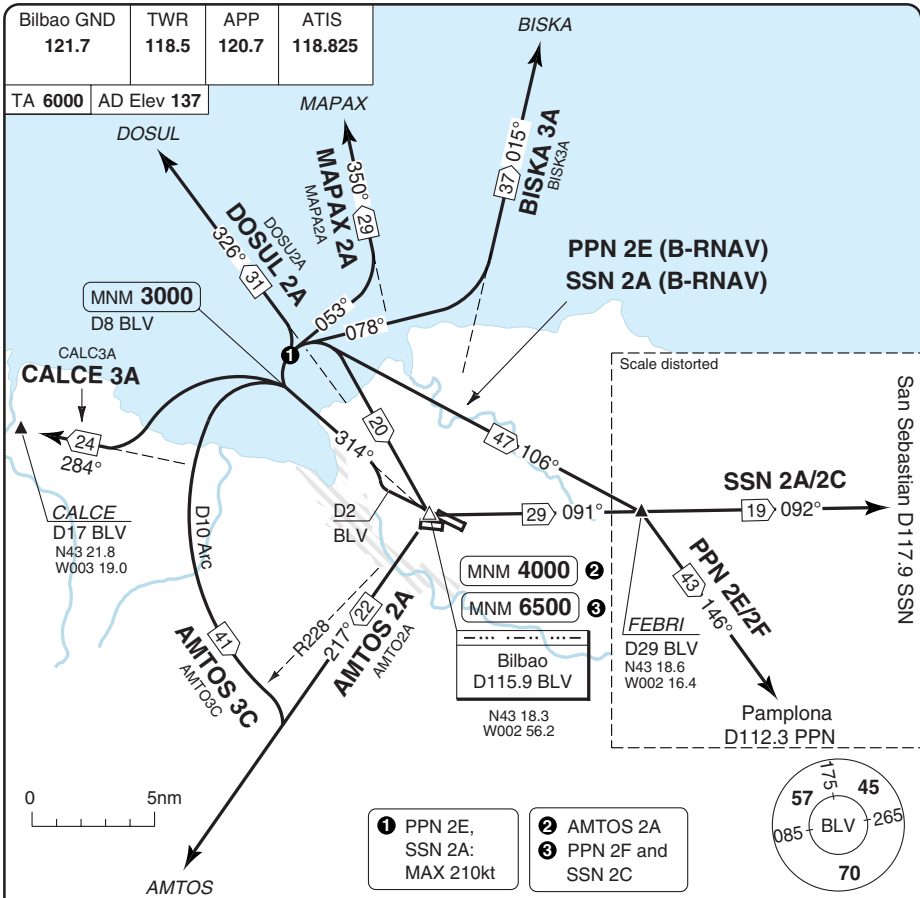 Bilbao GND TWR APP ATIS
121.7 118.5 120.7 118.825
TA 6000 AD Elev 137
BISKA
MAPAX
DOSUL
015°
37
BISKA 3A
BISK3A
350°
29
MAPAX 2A
MAPA2A
DOSU2A
DOSUL 2A
326°
31
053°
078°
PPN 2E (B-RNAV)
SSN 2A (B-RNAV)
MNM 3000
D8 BLV
1
CALC3A
CALCE 3A
24
284°
CALCE
D17 BLV
N43 21.8
W003 19.0
D10 Arc
314°
20
D2
BLV
47 106°
Scale distorted
29 091°
SSN 2A/2C
19 092°
San Sebastian D117.9 SSN
PPN 2E/2F
43 146°
FEBRI
D29 BLV
N43 18.6
W002 16.4
Pamplona
D112.3 PPN
MNM 4000 2
MNM 6500 3
Bilbao
D115.9 BLV
N43 18.3
W002 56.2
R228
217° 22
AMTOS 2A
AMTO2A
41
AMTOS 3C
AMTO3C
AMTOS
0 5nm
1 PPN 2E,
SSN 2A:
MAX 210kt
2 AMTOS 2A
3 PPN 2F and
SSN 2C
175
57 45
085 BLV 265
70